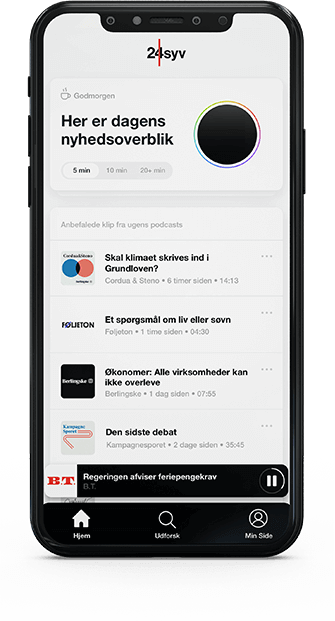 24syv
Godmorgen
Her er dagens
nyhedsoverblik
5 min 10 min 20+ min
Anbefalede klip fra ugens podcasts
Cordua&Steno
Skal klimaet skrives ind i
Grundloven?
Cordua & Steno • 6 timer siden • 14:13
FØLJETON
Et spørgsmål om liv eller søvn
Føljeton • 1 time siden • 04:30
Berlingske
Økonomer: Alle virksomheder kan
ikke overleve
Berlingske • 1 dag siden • 07:55
Kampagne
Sporet
Den sidste debat
Kampagnesporet • 2 dage siden • 35:45
B.T.
Regeringen afviser feriepengekrav
B.T.
Hjem Udforsk Min Side